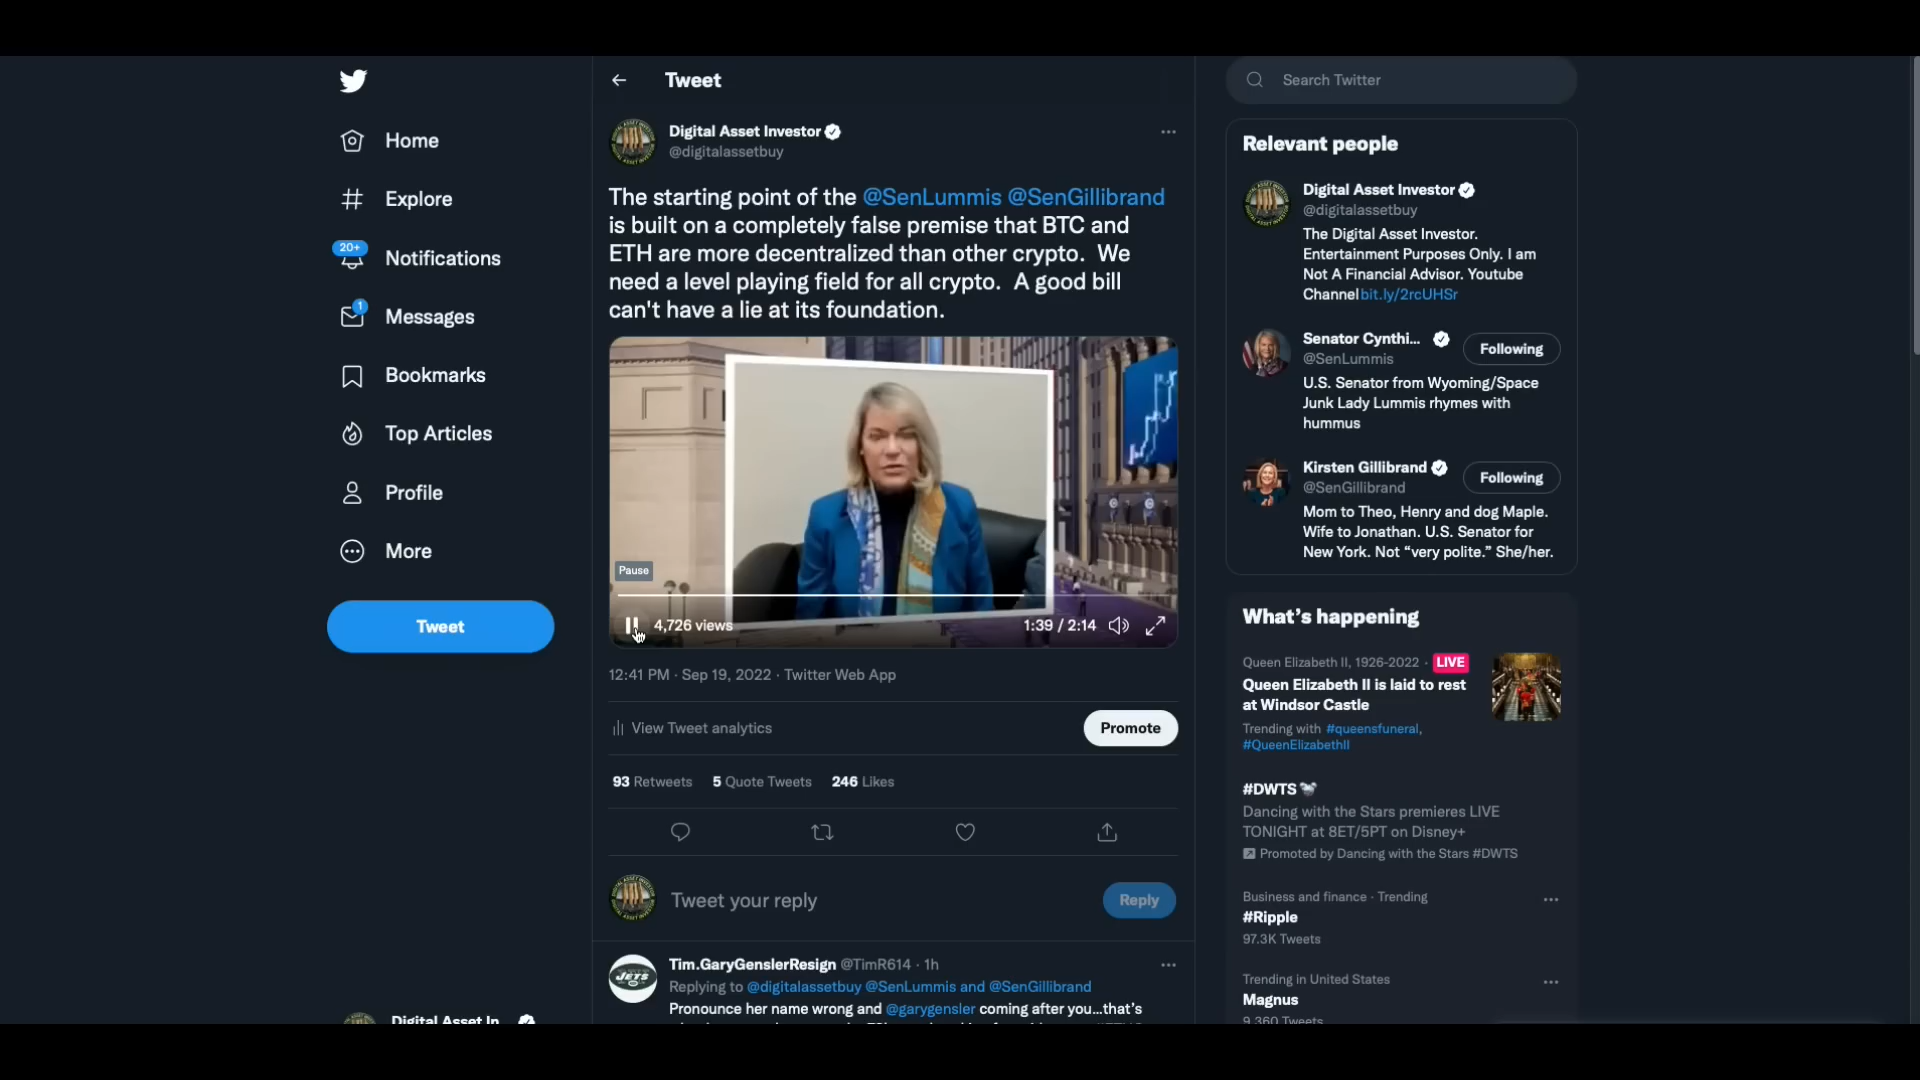 Home
Explore
20+
Notifications
1
Messages
Bookmarks
Top Articles
Profile
More
Tweet
Tweet
Digital Asset Investor
@digitalassetbuy
The starting point of the @SenLummis @SenGillibrand
is built on a completely false premise that BTC and
ETH are more decentralized than other crypto. We
need a level playing field for all crypto. A good bill
can't have a lie at its foundation.
Pause
4,726 views
1:39 / 2:14
12:41 PM · Sep 19, 2022 · Twitter Web App
View Tweet analytics
Promote
93 Retweets 5 Quote Tweets 246 Likes
Tweet your reply
Reply
JETS
Tim.GaryGenslerResign @TimR614 · 1h
Replying to @digitalassetbuy @SenLummis and @SenGillibrand
Pronounce her name wrong and @garygensler coming after you...that's
Search Twitter
Relevant people
Digital Asset Investor
@digitalassetbuy
The Digital Asset Investor.
Entertainment Purposes Only. I am
Not A Financial Advisor. Youtube
Channel bit.ly/2rcUHSr
Senator Cynthi...
@SenLummis
Following
U.S. Senator from Wyoming/Space
Junk Lady Lummis rhymes with
hummus
Kirsten Gillibrand
@SenGillibrand
Following
Mom to Theo, Henry and dog Maple.
Wife to Jonathan. U.S. Senator for
New York. Not “very polite.” She/her.
What’s happening
Queen Elizabeth II, 1926-2022 · LIVE
Queen Elizabeth II is laid to rest
at Windsor Castle
Trending with #queensfuneral,
#QueenElizabethII
#DWTS
Dancing with the Stars premieres LIVE
TONIGHT at 8ET/5PT on Disney+
Promoted by Dancing with the Stars #DWTS
Business and finance · Trending
#Ripple
97.3K Tweets
Trending in United States
Magnus
9,360 Tweets
Digital Asset In